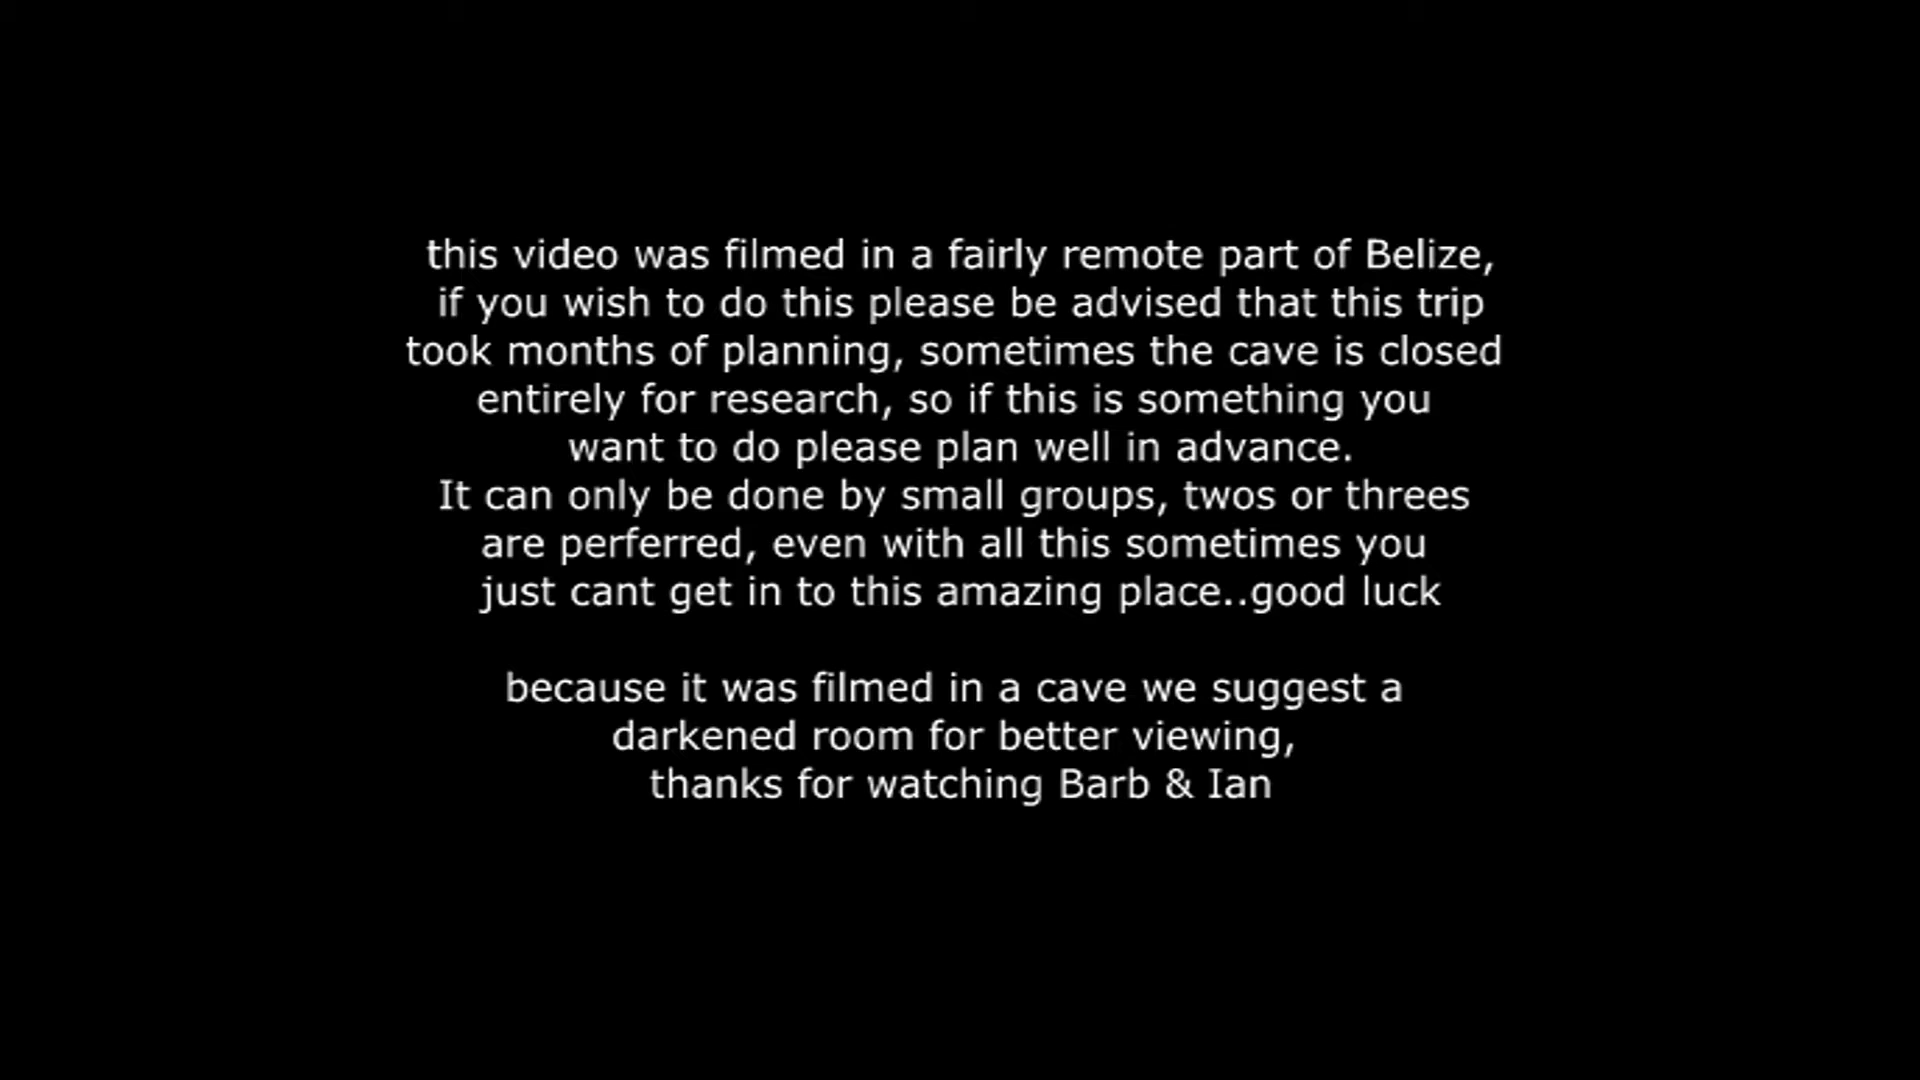 this video was filmed in a fairly remote part of Belize,
if you wish to do this please be advised that this trip
took months of planning, sometimes the cave is closed
entirely for research, so if this is something you
want to do please plan well in advance.
It can only be done by small groups, twos or threes
are perferred, even with all this sometimes you
just cant get in to this amazing place..good luck
because it was filmed in a cave we suggest a
darkened room for better viewing,
thanks for watching Barb & Ian